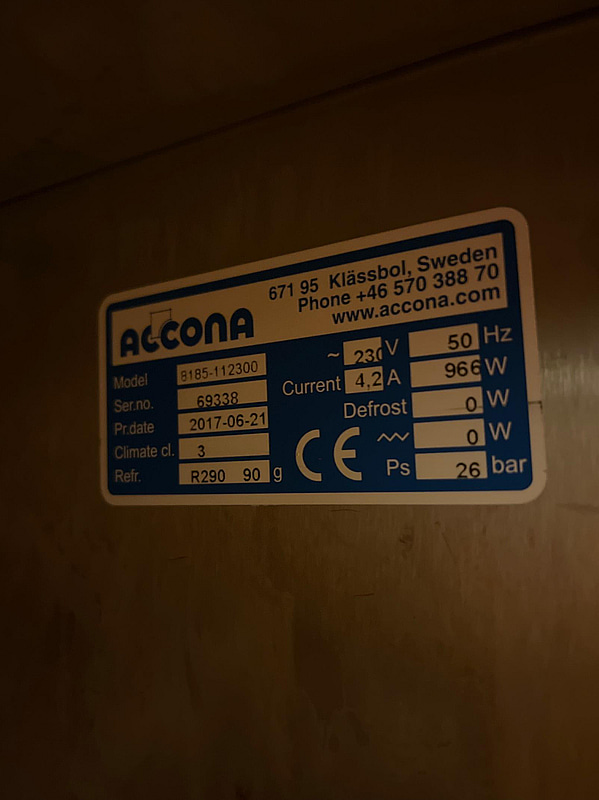 ACCONA
671 95 Klässbol, Sweden
Phone +46 570 388 70
www.accona.com
Model 8185-112300
Ser.no. 69338
Pr.date 2017-06-21
Climate cl. 3
Refr. R290 90 g
~ 230 V 50 Hz
Current 4,2 A 966 W
Defrost 0 W
0 W
CE
Ps 26 bar